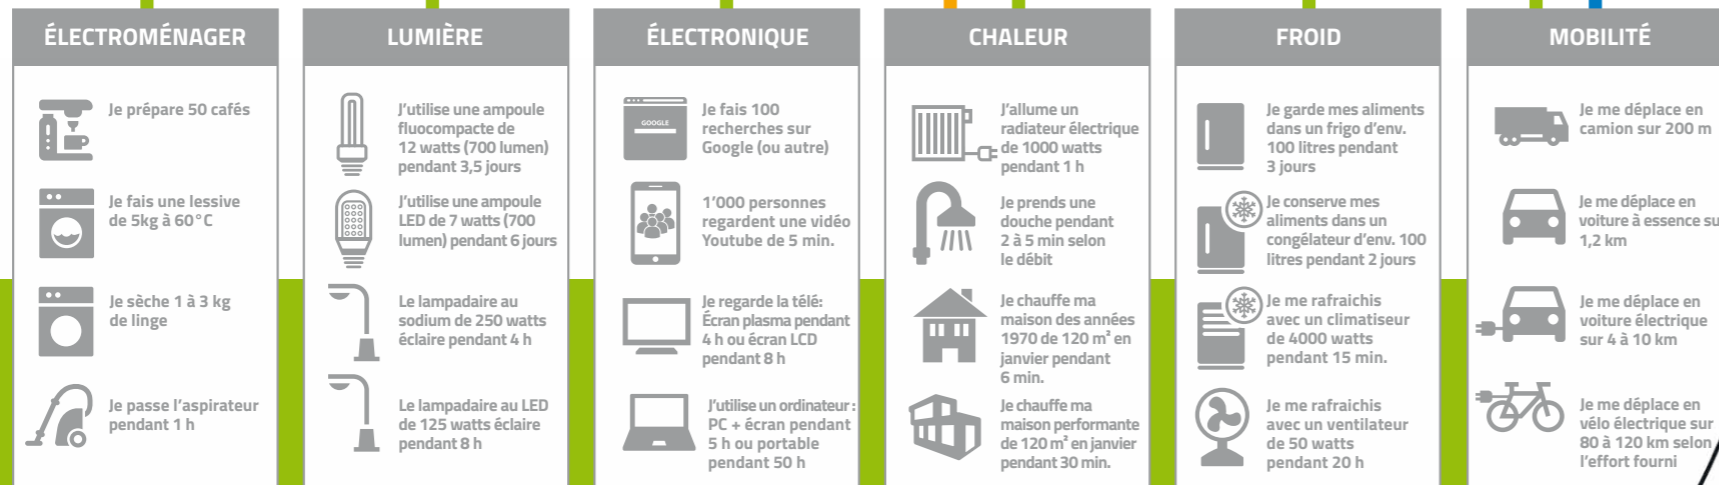 ÉLECTROMÉNAGER
Je prépare 50 cafés
Je fais une lessive
de 5kg à 60°C
Je sèche 1 à 3 kg
de linge
Je passe l'aspirateur
pendant 1 h
LUMIÈRE
J'utilise une ampoule
fluocompacte de
12 watts (700 lumen)
pendant 3,5 jours
J'utilise une ampoule
LED de 7 watts (700
lumen) pendant 6 jours
Le lampadaire au
sodium de 250 watts
éclaire pendant 4 h
Le lampadaire au LED
de 125 watts éclaire
pendant 8 h
ÉLECTRONIQUE
GOOGLE
Je fais 100
recherches sur
Google (ou autre)
1'000 personnes
regardent une vidéo
Youtube de 5 min.
Je regarde la télé:
Écran plasma pendant
4 h ou écran LCD
pendant 8 h
J'utilise un ordinateur :
PC + écran pendant
5 h ou portable
pendant 50 h
CHALEUR
J'allume un
radiateur électrique
de 1000 watts
pendant 1 h
Je prends une
douche pendant
2 à 5 min selon
le débit
Je chauffe ma
maison des années
1970 de 120 m² en
janvier pendant
6 min.
Je chauffe ma
maison performante
de 120 m² en janvier
pendant 30 min.
FROID
Je garde mes aliments
dans un frigo d'env.
100 litres pendant
3 jours
Je conserve mes
aliments dans un
congélateur d'env. 100
litres pendant 2 jours
Je me rafraichis
avec un climatiseur
de 4000 watts
pendant 15 min.
Je me rafraichis
avec un ventilateur
de 50 watts
pendant 20 h
MOBILITÉ
Je me déplace en
camion sur 200 m
Je me déplace en
voiture à essence su
1,2 km
Je me déplace en
voiture électrique
sur 4 à 10 km
Je me déplace en
vélo électrique sur
80 à 120 km selon
l'effort fourni